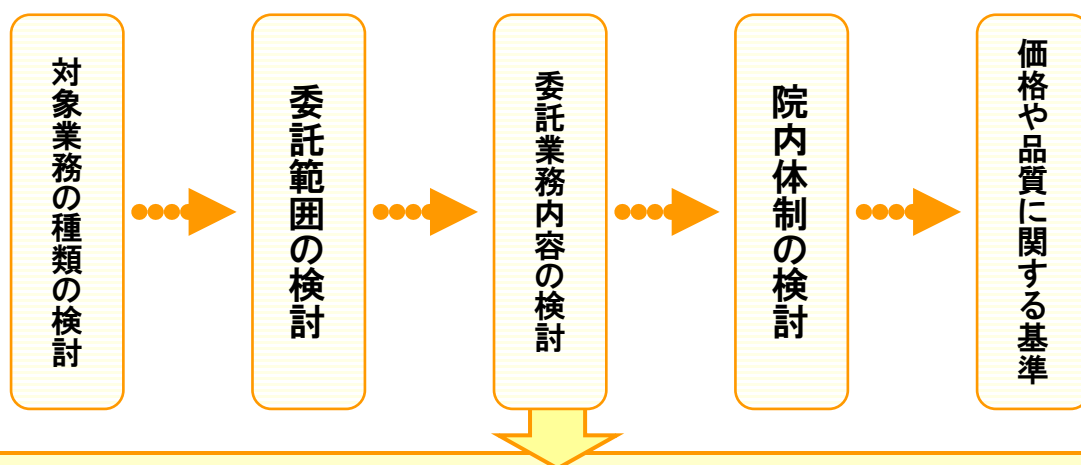 対象業務の種類の検討
委託範囲の検討
委託業務内容の検討
院内体制の検討
価格や品質に関する基準